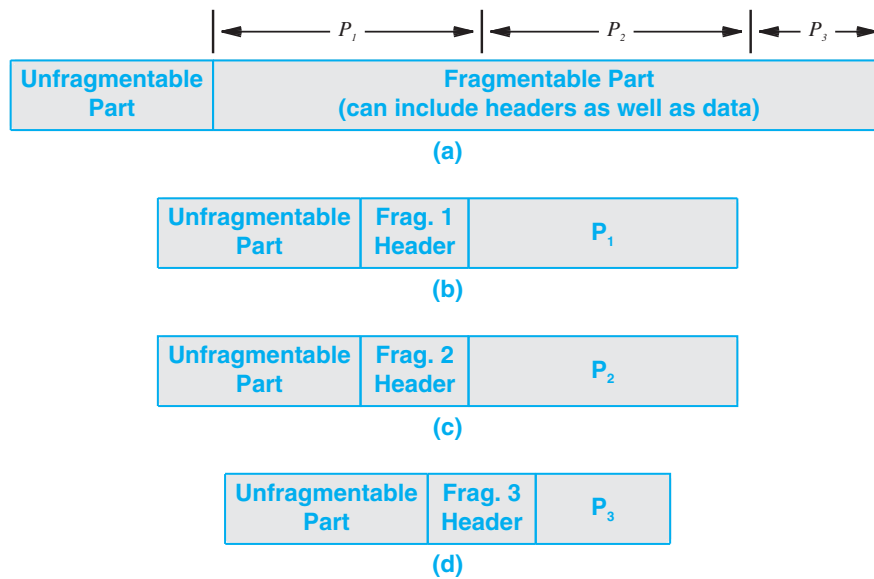 P₁ P₂ P₃
Unfragmentable Part
Fragmentable Part
(can include headers as well as data)
(a)
Unfragmentable Part
Frag. 1 Header
P₁
(b)
Unfragmentable Part
Frag. 2 Header
P₂
(c)
Unfragmentable Part
Frag. 3 Header
P₃
(d)